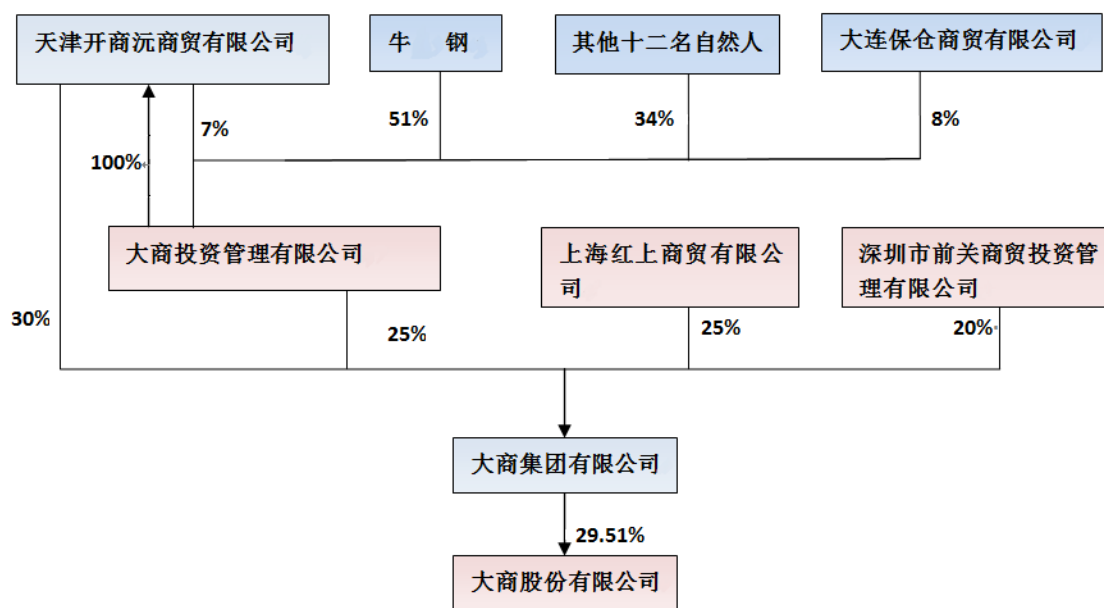 天津开商沅商贸有限公司
牛 钢
其他十二名自然人
大连保仓商贸有限公司
7%
51%
34%
8%
100%
大商投资管理有限公司
上海红上商贸有限公
司
深圳市前关商贸投资管
理有限公司
30%
25%
25%
20%
大商集团有限公司
29.51%
大商股份有限公司